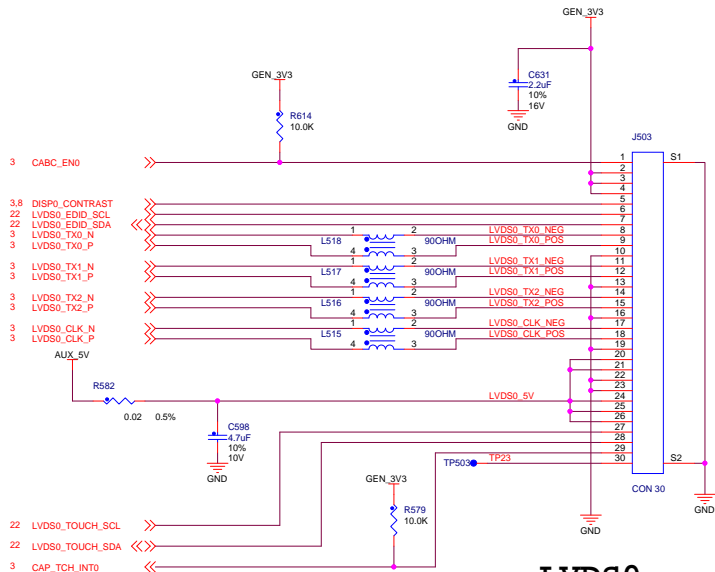 GEN_3V3
C631
2.2uF
10%
16V
GND
GEN_3V3
R614
10.0K
J503
3 CABC_EN0
1 S1
2
3
4
3,8 DISP0_CONTRAST
5
22 LVDS0_EDID_SCL
6
22 LVDS0_EDID_SDA
7
3 LVDS0_TX0_N
1 2 LVDS0_TX0_NEG 8
3 LVDS0_TX0_P
L518 90OHM LVDS0_TX0_POS 9
4 3 10
3 LVDS0_TX1_N
1 2 LVDS0_TX1_NEG 11
3 LVDS0_TX1_P
L517 90OHM LVDS0_TX1_POS 12
4 3 13
3 LVDS0_TX2_N
1 2 LVDS0_TX2_NEG 14
3 LVDS0_TX2_P
L516 90OHM LVDS0_TX2_POS 15
4 3 16
3 LVDS0_CLK_N
1 2 LVDS0_CLK_NEG 17
3 LVDS0_CLK_P
L515 90OHM LVDS0_CLK_POS 18
4 3 19
AUX_5V
20
21
22
R582
23
LVDS0_5V 24
0.02 0.5%
25
26
C598
4.7uF
10%
10V
GND
27
28
29
TP503 TP23 30 S2
CON 30
GEN_3V3
R579
10.0K
GND
GND
22 LVDS0_TOUCH_SCL
22 LVDS0_TOUCH_SDA
3 CAP_TCH_INT0
LVDS0